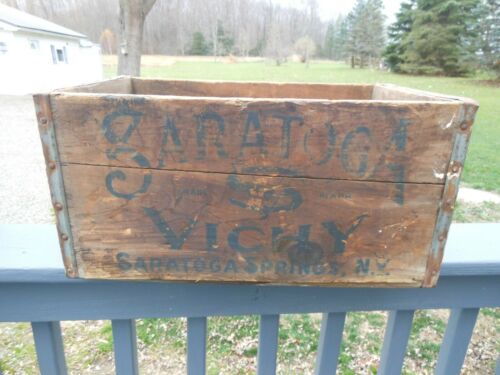 SARATOGA
TRADE S MARK
VICHY
SARATOGA SPRINGS, N.Y.